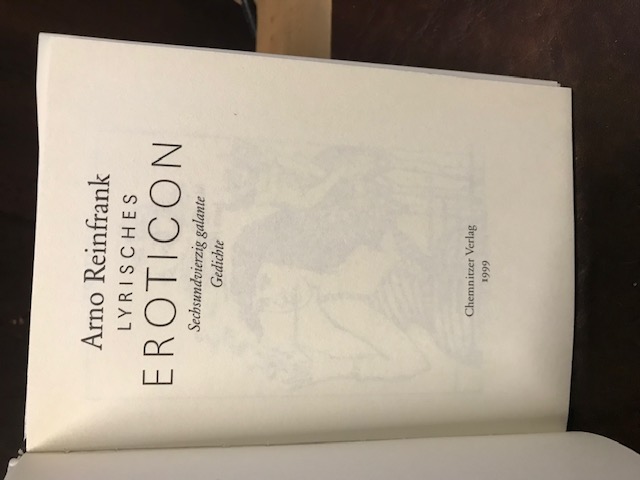 Arno Reinfrank
LYRISCHES
EROTICON
Sechsundvierzig galante
Gedichte
Chemnitzer Verlag
1999